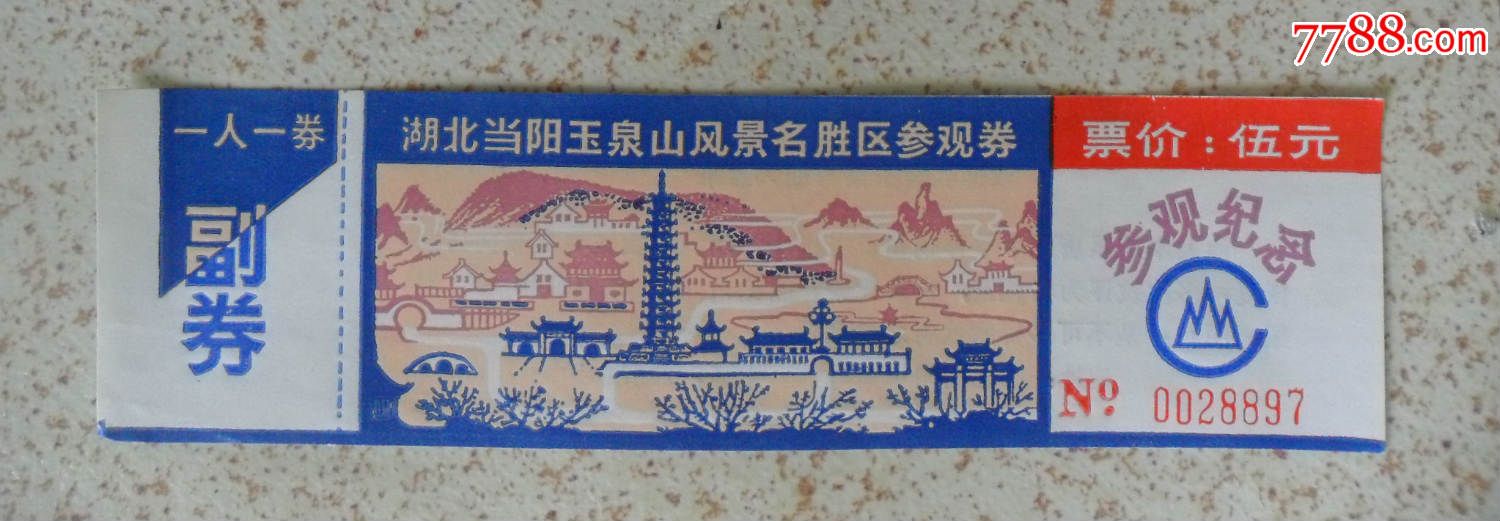 7788.com
一人一券
副券
湖北当阳玉泉山风景名胜区参观券
票价：伍元
参观纪念
Nº 0028897